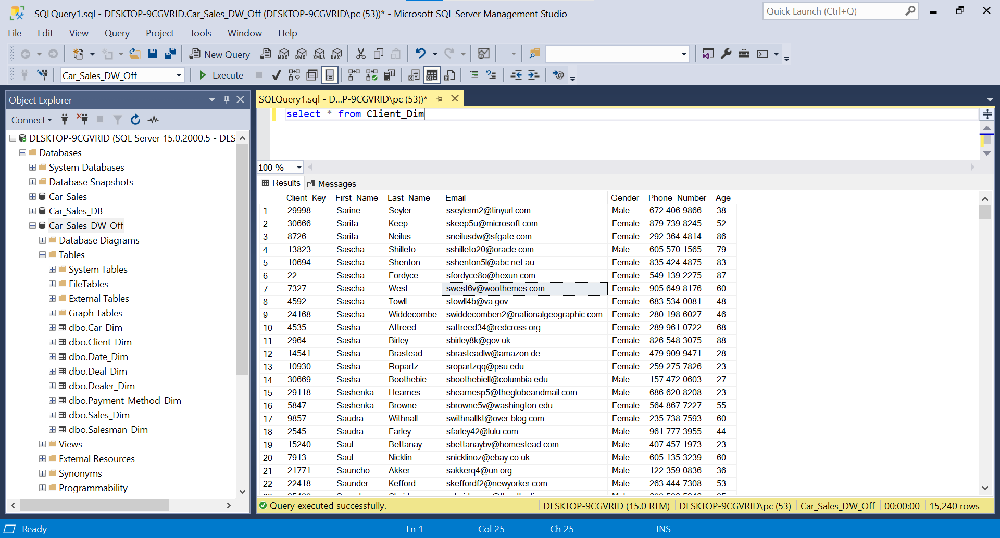 SQLQuery1.sql - DESKTOP-9CGVRID.Car_Sales_DW_Off (DESKTOP-9CGVRID\pc (53))* - Microsoft SQL Server Management Studio
Quick Launch (Ctrl+Q)
File Edit View Query Project Tools Window Help
New Query MDX DMX XMLA DAX
Car_Sales_DW_Off Execute
Object Explorer
Connect
DESKTOP-9CGVRID (SQL Server 15.0.2000.5 - DES
Databases
System Databases
Database Snapshots
Car_Sales
Car_Sales_DB
Car_Sales_DW_Off
Database Diagrams
Tables
System Tables
FileTables
External Tables
Graph Tables
dbo.Car_Dim
dbo.Client_Dim
dbo.Date_Dim
dbo.Deal_Dim
dbo.Dealer_Dim
dbo.Payment_Method_Dim
dbo.Sales_Dim
dbo.Salesman_Dim
Views
External Resources
Synonyms
Programmability
SQLQuery1.sql - D...P-9CGVRID\pc (53))*
select * from Client_Dim
100 %
Results Messages
Client_Key First_Name Last_Name Email Gender Phone_Number Age
1 29998 Sarine Seyler sseylerm2@tinyurl.com Male 672-406-9866 38
2 30666 Sarita Keep skeep5u@microsoft.com Female 879-739-8245 52
3 8726 Sarita Neilus sneilusdw@sfgate.com Female 292-364-4814 86
4 13823 Sascha Shilleto sshilleto20@oracle.com Male 605-570-1565 79
5 10694 Sascha Shenton sshenton5l@abc.net.au Female 835-424-4875 83
6 22 Sascha Fordyce sfordyce8o@hexun.com Female 549-139-2275 87
7 7327 Sascha West swest6v@woothemes.com Female 905-649-8176 60
8 4592 Sascha Towll stowll4b@va.gov Female 683-534-0081 48
9 24168 Sascha Widdecombe swiddecomben2@nationalgeographic.com Female 280-198-6027 46
10 4535 Sasha Attreed sattreed34@redcross.org Female 289-961-0722 68
11 2964 Sasha Birley sbirley8k@gov.uk Female 826-548-3075 88
12 14541 Sasha Brastead sbrasteadlw@amazon.de Female 479-909-9471 28
13 10930 Sasha Ropartz sropartzqq@psu.edu Female 259-275-7826 23
14 30669 Sasha Boothebie sboothebiell@columbia.edu Male 157-472-0603 27
15 29118 Sashenka Hearnes shearnesp5@theglobeandmail.com Male 686-620-8208 23
16 5847 Sashenka Browne sbrowne5v@washington.edu Female 564-867-7227 55
17 9857 Saudra Withnall swithnallkt@over-blog.com Female 235-738-7593 60
18 2545 Saudra Farley sfarley42@lulu.com Male 961-777-3955 44
19 15240 Saul Bettanay sbettanaybv@homestead.com Male 407-457-1973 23
20 7913 Saul Nicklin snicklinoz@ebay.co.uk Male 605-135-3239 60
21 21771 Sauncho Akker sakkerq4@un.org Male 122-359-0836 36
22 22418 Saunder Kefford skeffordf2@newyorker.com Male 263-444-7308 53
Query executed successfully. DESKTOP-9CGVRID (15.0 RTM) DESKTOP-9CGVRID\pc (53) Car_Sales_DW_Off 00:00:00 15,240 rows
Ready Ln 1 Col 25 Ch 25 INS